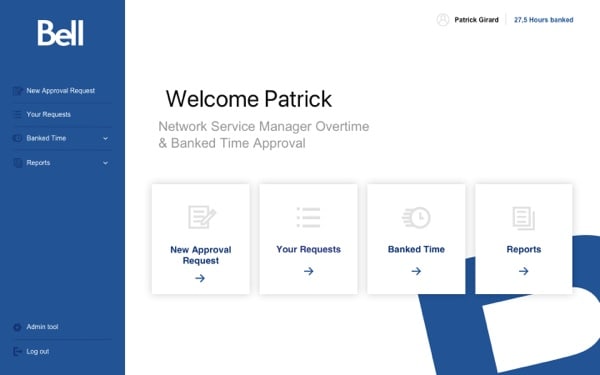 Bell
Patrick Girard
27,5 Hours banked
New Approval Request
Your Requests
Banked Time
Reports
Admin tool
Log out
Welcome Patrick
Network Service Manager Overtime
& Banked Time Approval
New Approval
Request
Your Requests
Banked Time
Reports